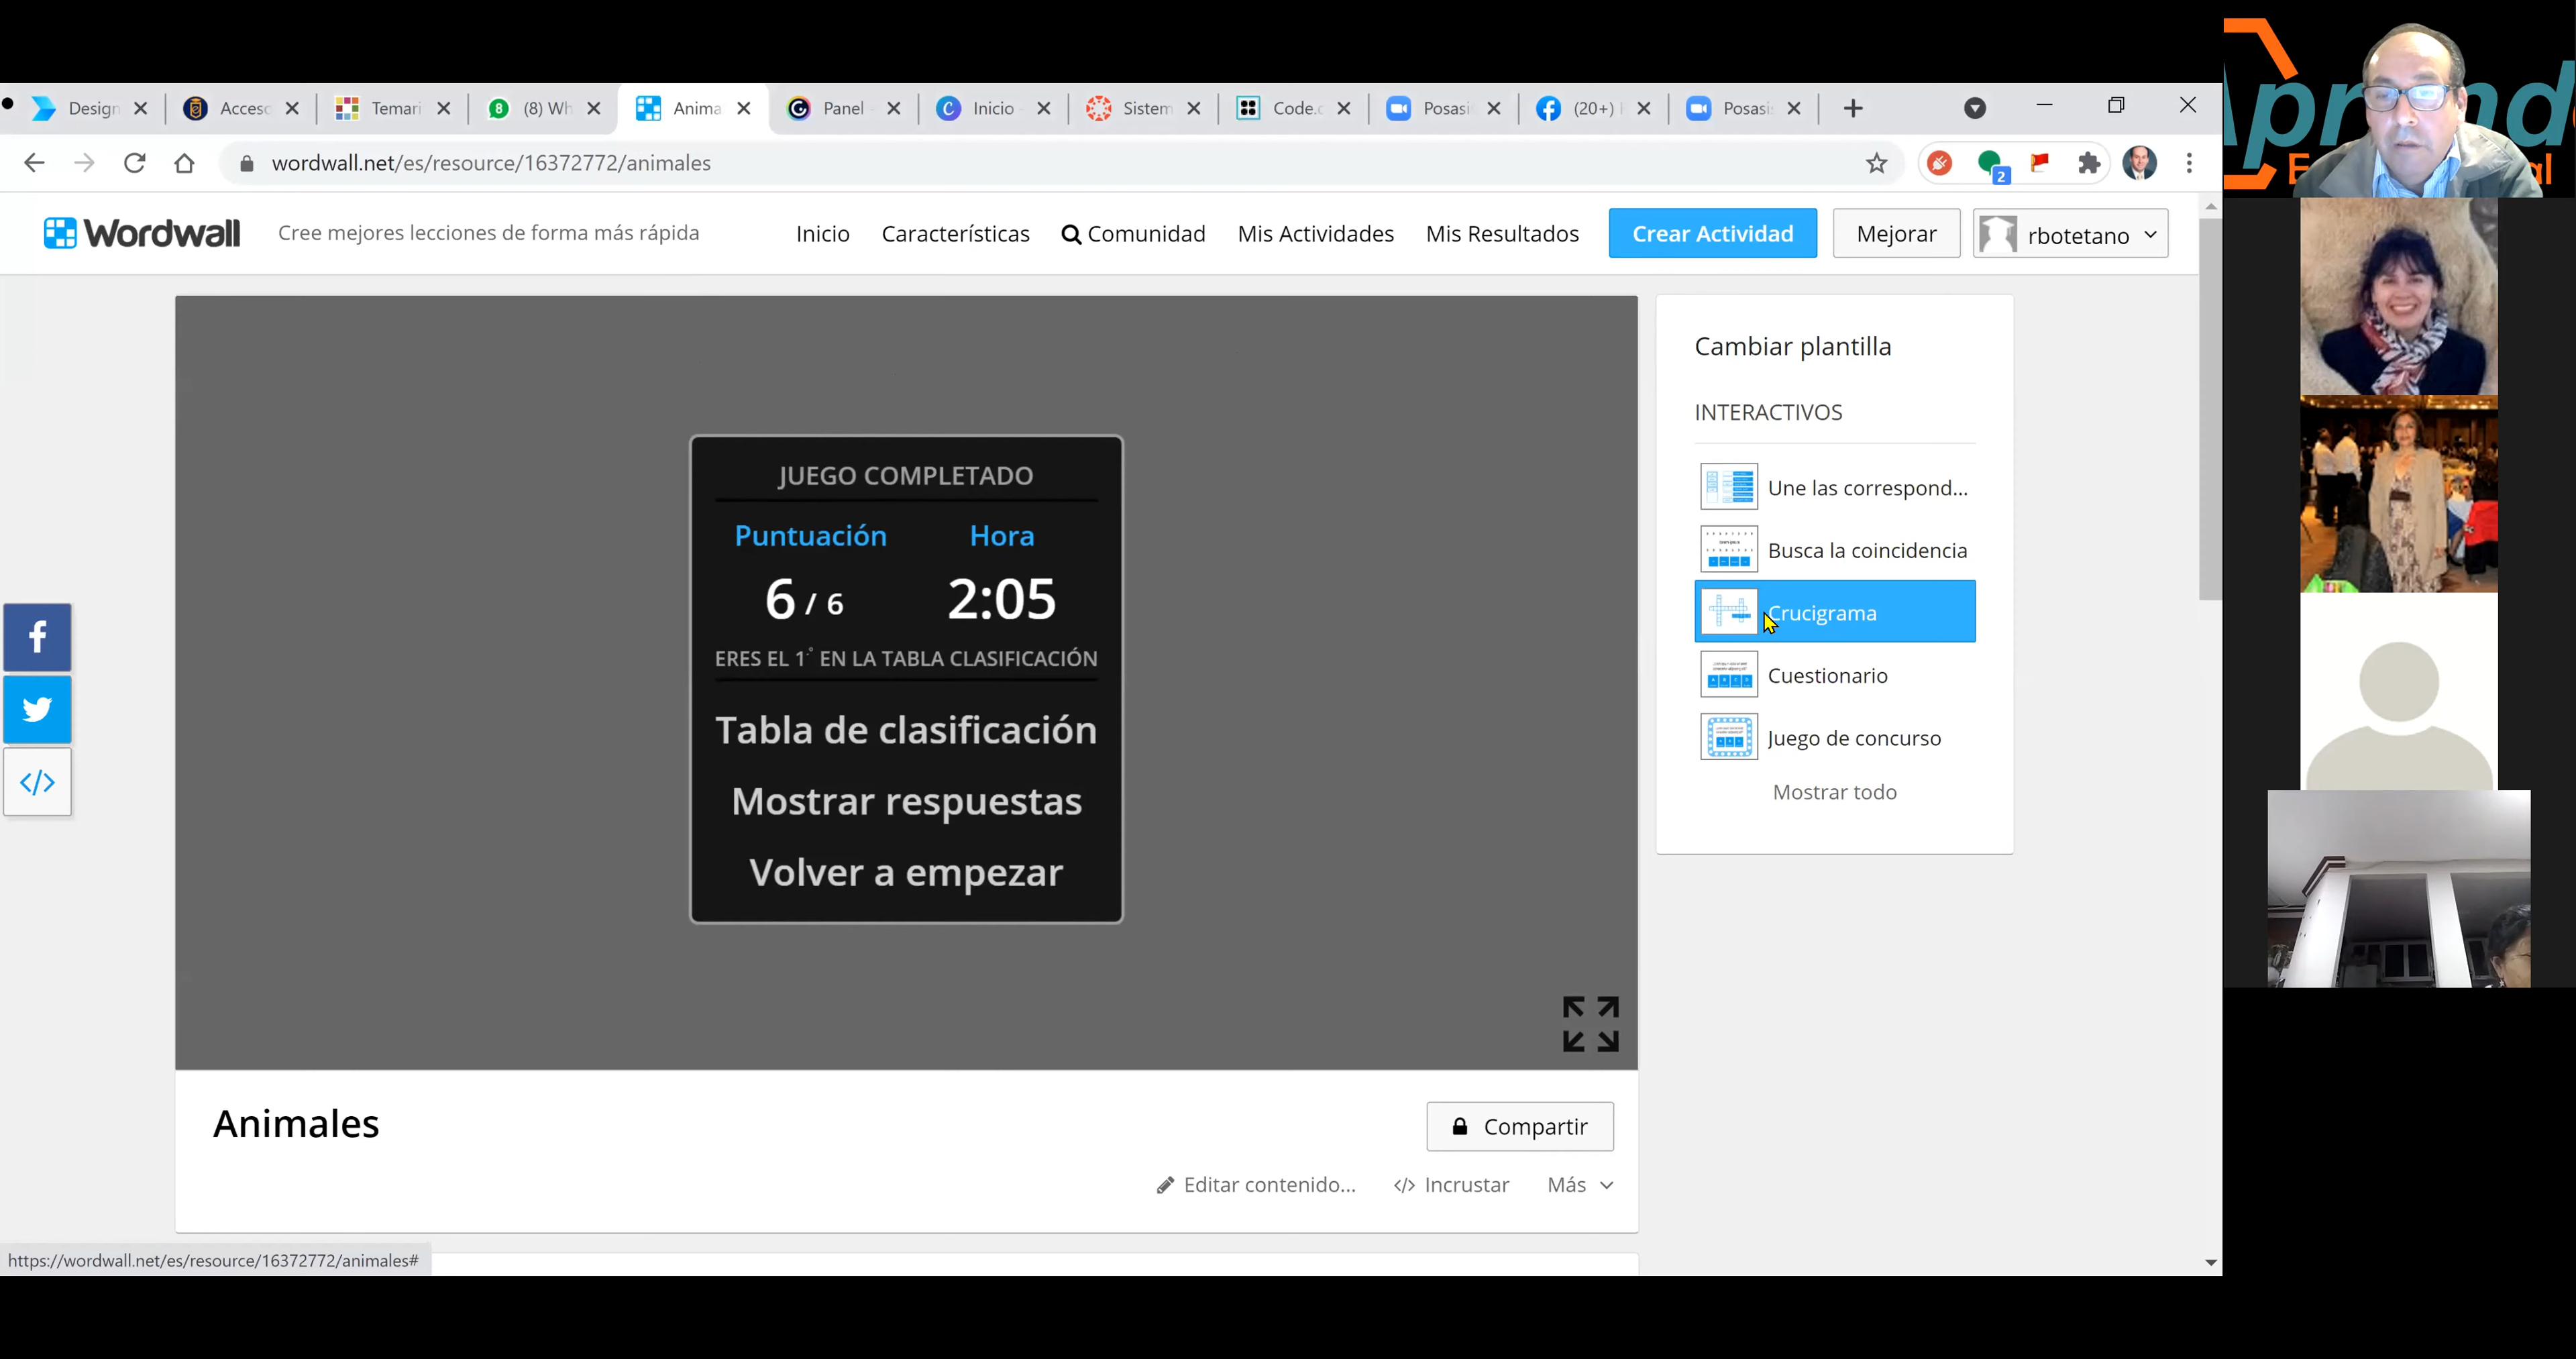 Design
Acceso
Temari
(8) Wh
Anima
Panel -
Inicio -
Sistem
Code.c
Posasi
(20+)
Posasi
wordwall.net/es/resource/16372772/animales
2
Wordwall
Cree mejores lecciones de forma más rápida
Inicio
Características
Comunidad
Mis Actividades
Mis Resultados
Crear Actividad
Mejorar
rbotetano
JUEGO COMPLETADO
Puntuación Hora
6 / 6 2:05
ERES EL 1.° EN LA TABLA CLASIFICACIÓN
Tabla de clasificación
Mostrar respuestas
Volver a empezar
Cambiar plantilla
INTERACTIVOS
Une las correspond...
Busca la coincidencia
Crucigrama
Cuestionario
Juego de concurso
Mostrar todo
Animales
Compartir
Editar contenido...
Incrustar
Más
https://wordwall.net/es/resource/16372772/animales#